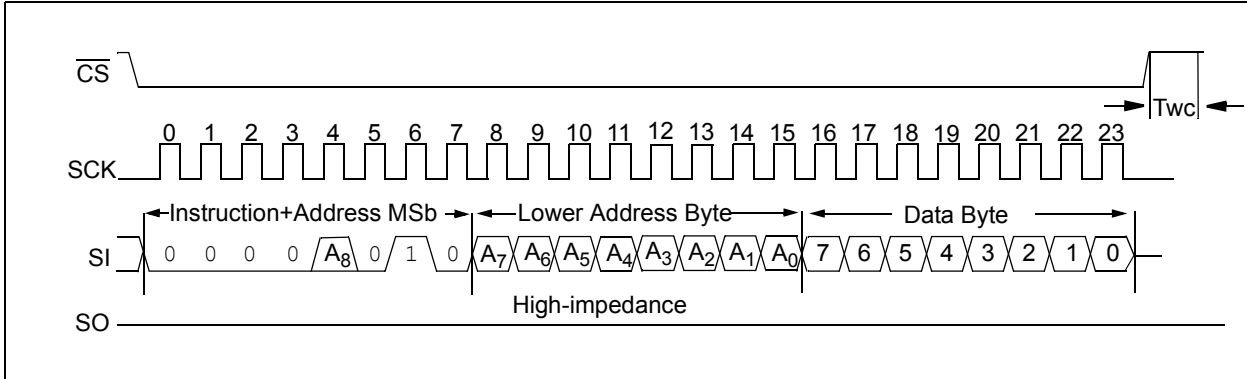 CS
Twc
0 1 2 3 4 5 6 7 8 9 10 11 12 13 14 15 16 17 18 19 20 21 22 23
SCK
Instruction+Address MSb Lower Address Byte Data Byte
SI 0 0 0 0 A8 0 1 0 A7 A6 A5 A4 A3 A2 A1 A0 7 6 5 4 3 2 1 0
High-impedance
SO